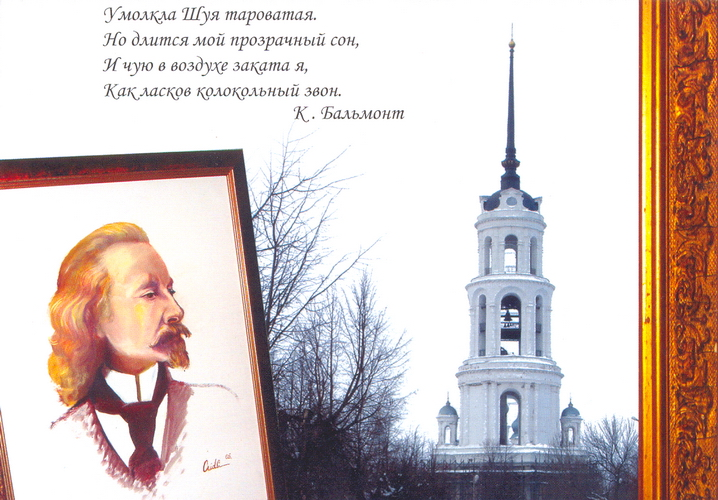 Умолкла Шуя тароватая.
Но длится мой прозрачный сон,
И чую в воздухе заката я,
Как ласков колокольный звон.
К . Бальмонт